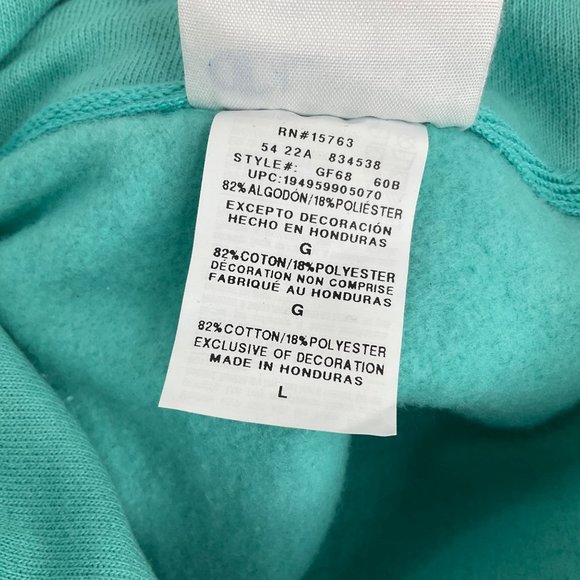 RN#15763
54 22A 834538
STYLE#: GF68 60B
UPC:194959905070
82%ALGODÓN/18%POLIÉSTER
EXCEPTO DECORACIÓN
HECHO EN HONDURAS
G
82%COTON/18%POLYESTER
DÉCORATION NON COMPRISE
FABRIQUÉ AU HONDURAS
G
82%COTTON/18%POLYESTER
EXCLUSIVE OF DECORATION
MADE IN HONDURAS
L